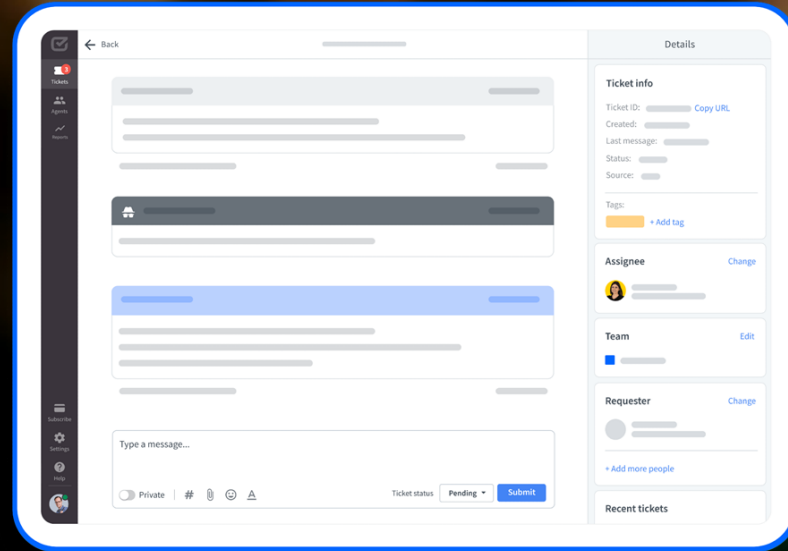 Back
Details
3
Tickets
Agents
Reports
Ticket info
Ticket ID: Copy URL
Created:
Last message:
Status:
Source:
Tags:
+ Add tag
Assignee Change
Team Edit
Requester Change
+ Add more people
Recent tickets
Subscribe
Settings
Help
Type a message...
Private # A Ticket status Pending Submit